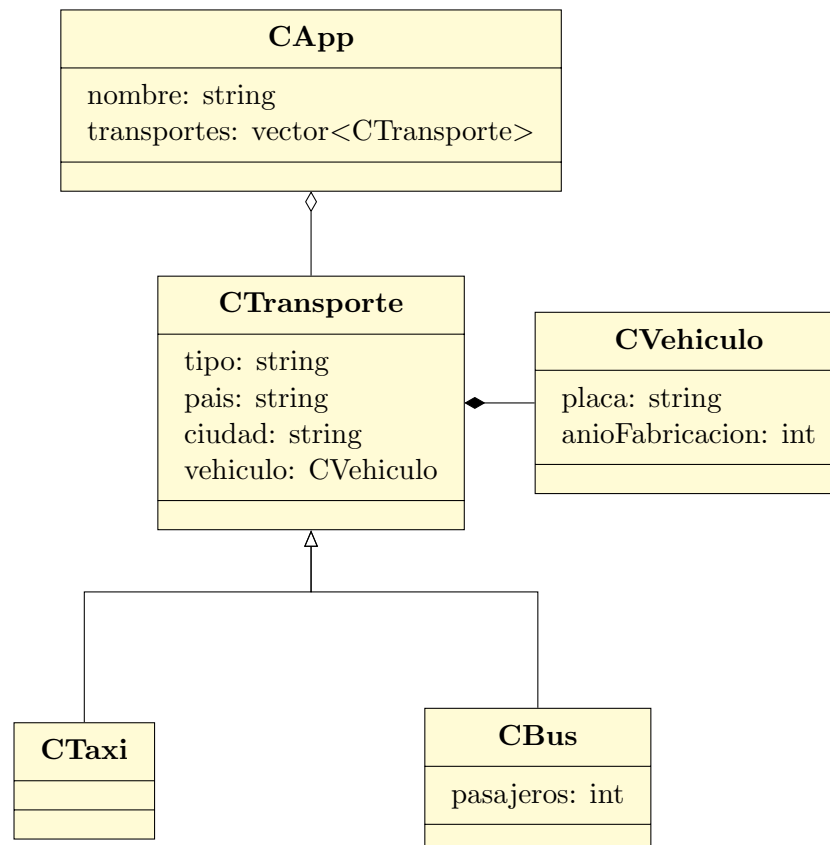 CApp
nombre: string
transportes: vector<CTransporte>
CTransporte
tipo: string
pais: string
ciudad: string
vehiculo: CVehiculo
CVehiculo
placa: string
anioFabricacion: int
CTaxi
CBus
pasajeros: int